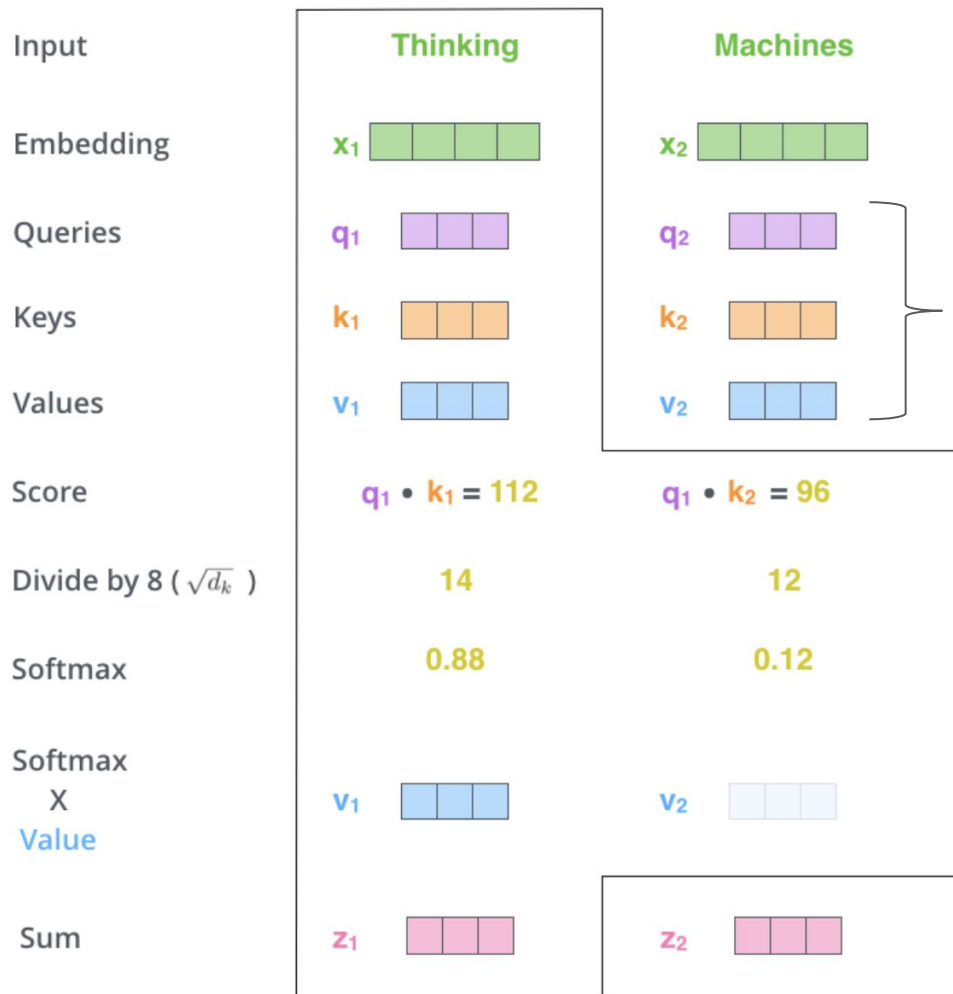 Input Thinking Machines
Embedding x₁ x₂
Queries q₁ q₂
Keys k₁ k₂
Values v₁ v₂
Score q₁ • k₁ = 112 q₁ • k₂ = 96
Divide by 8 ( √dₖ ) 14 12
Softmax 0.88 0.12
Softmax
X
Value v₁ v₂
Sum z₁ z₂